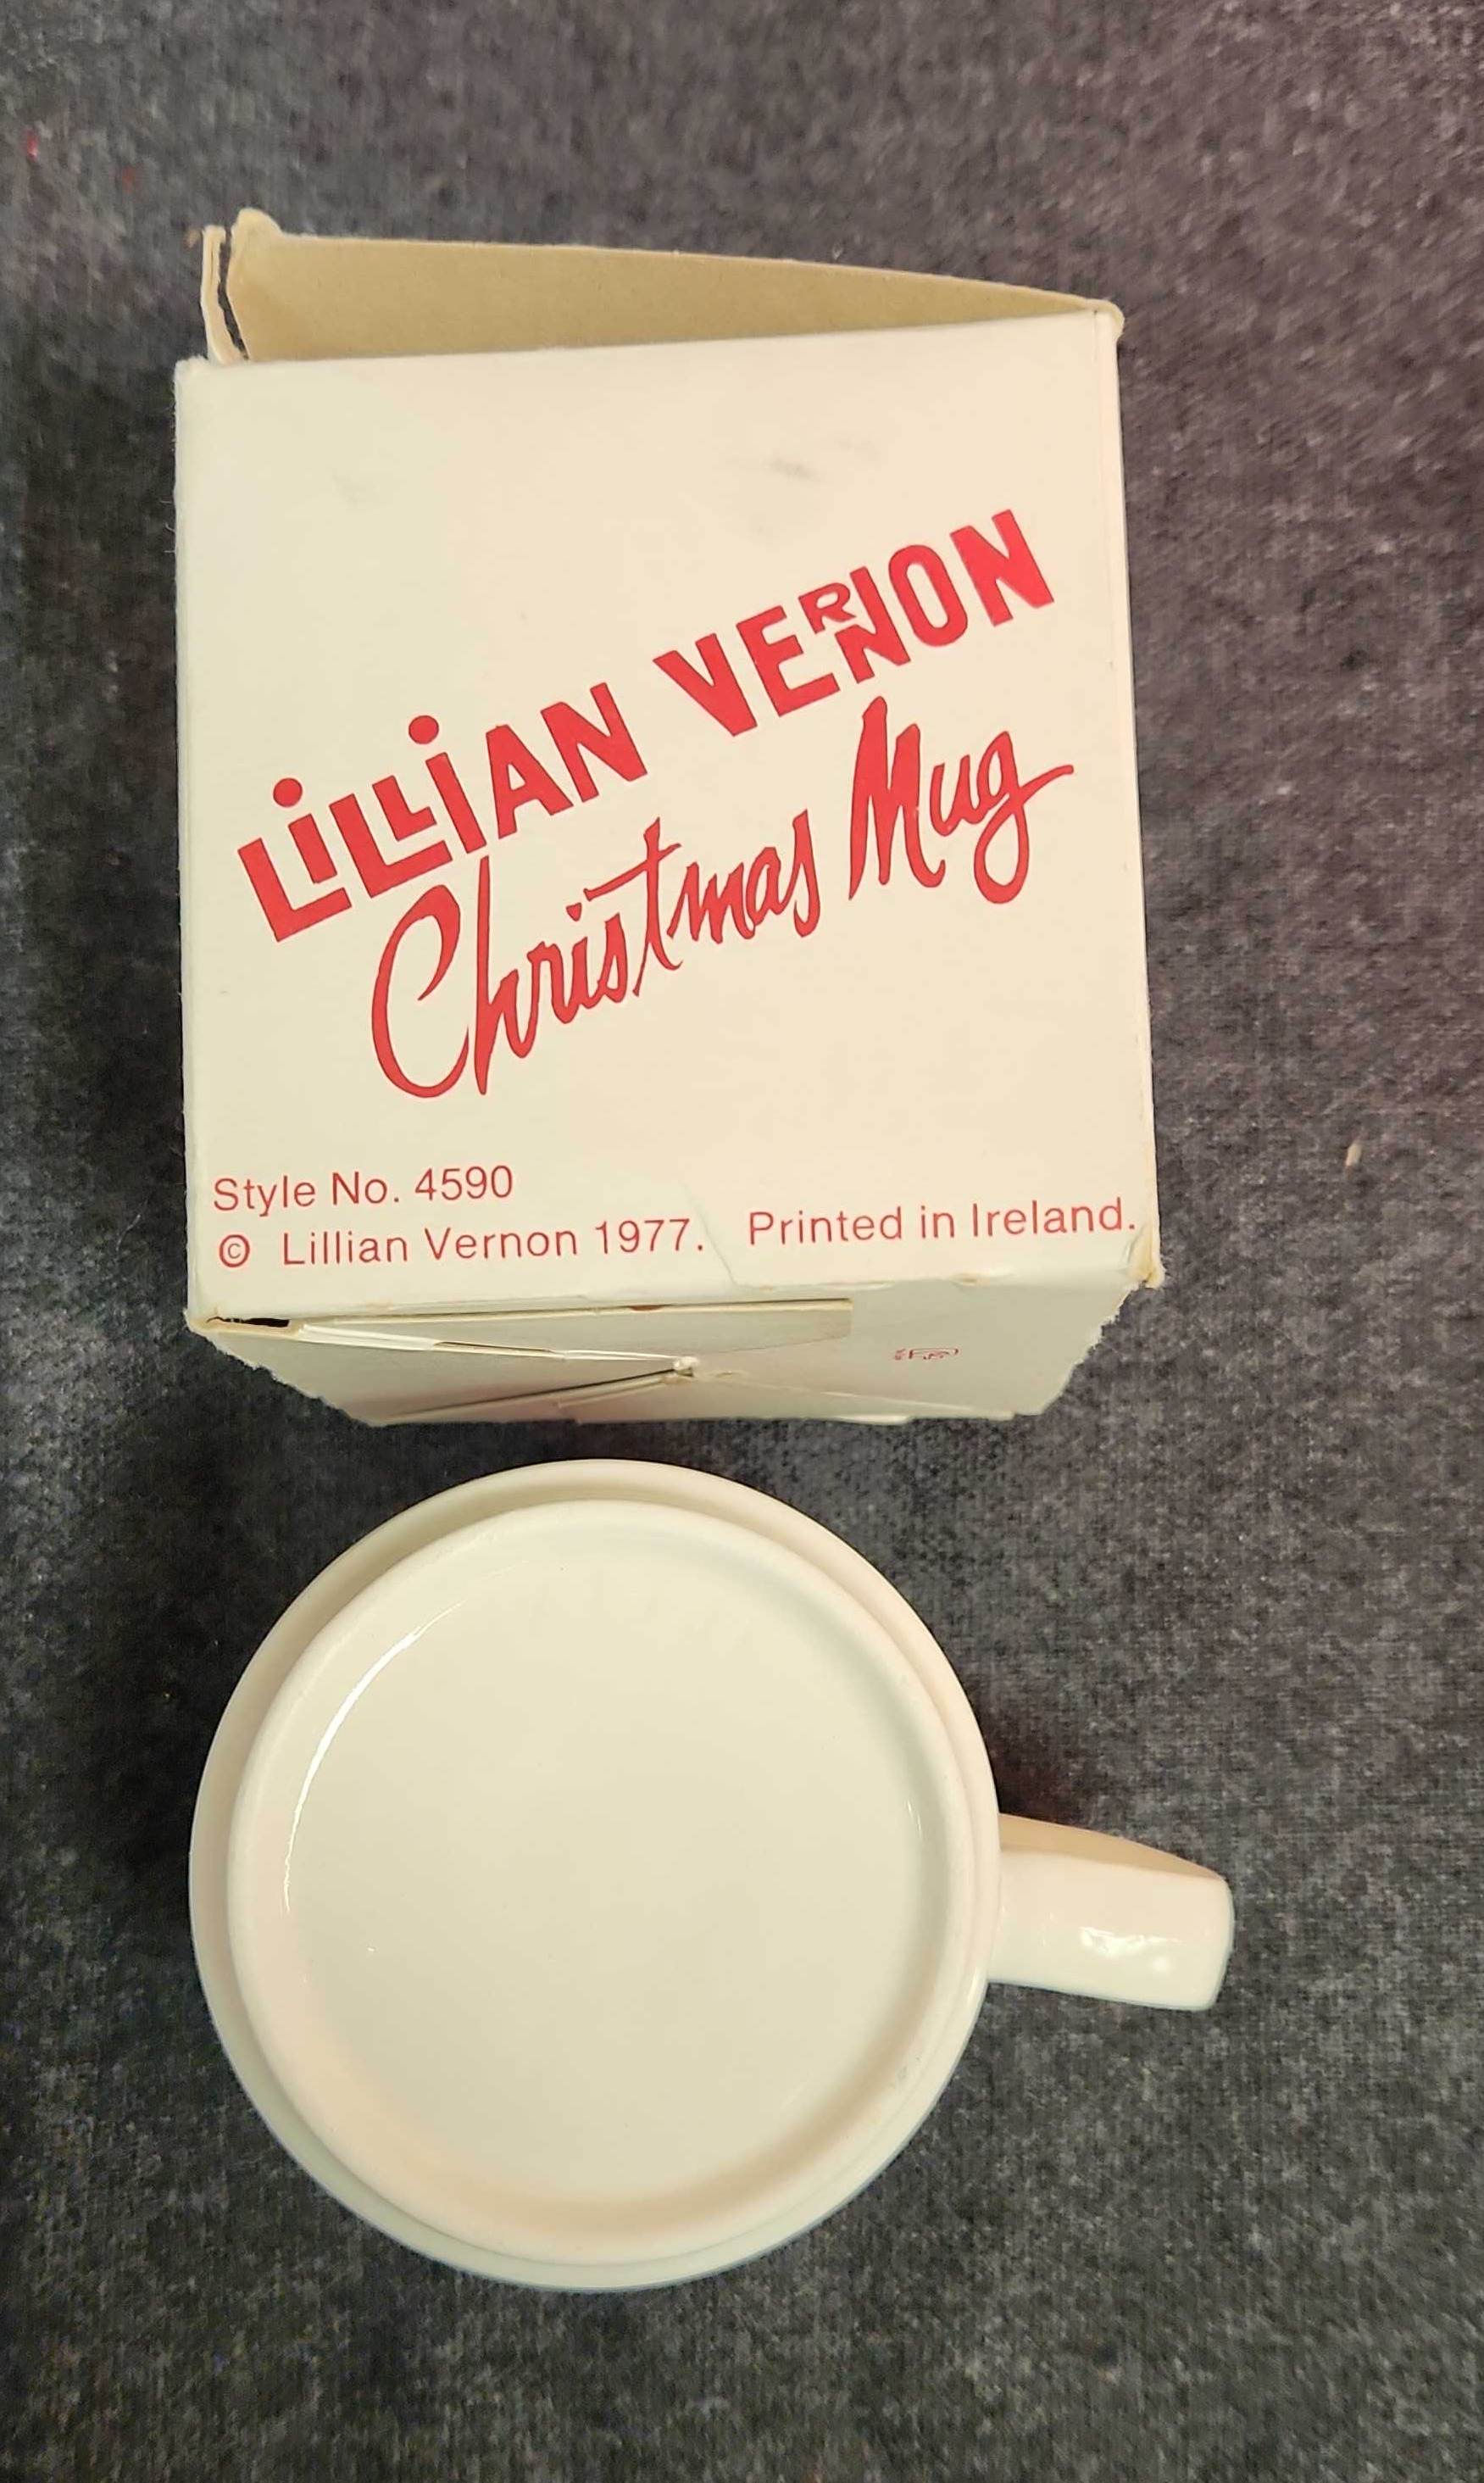 LiLLiAN VERNON
Christmas Mug
Style No. 4590
© Lillian Vernon 1977. Printed in Ireland.